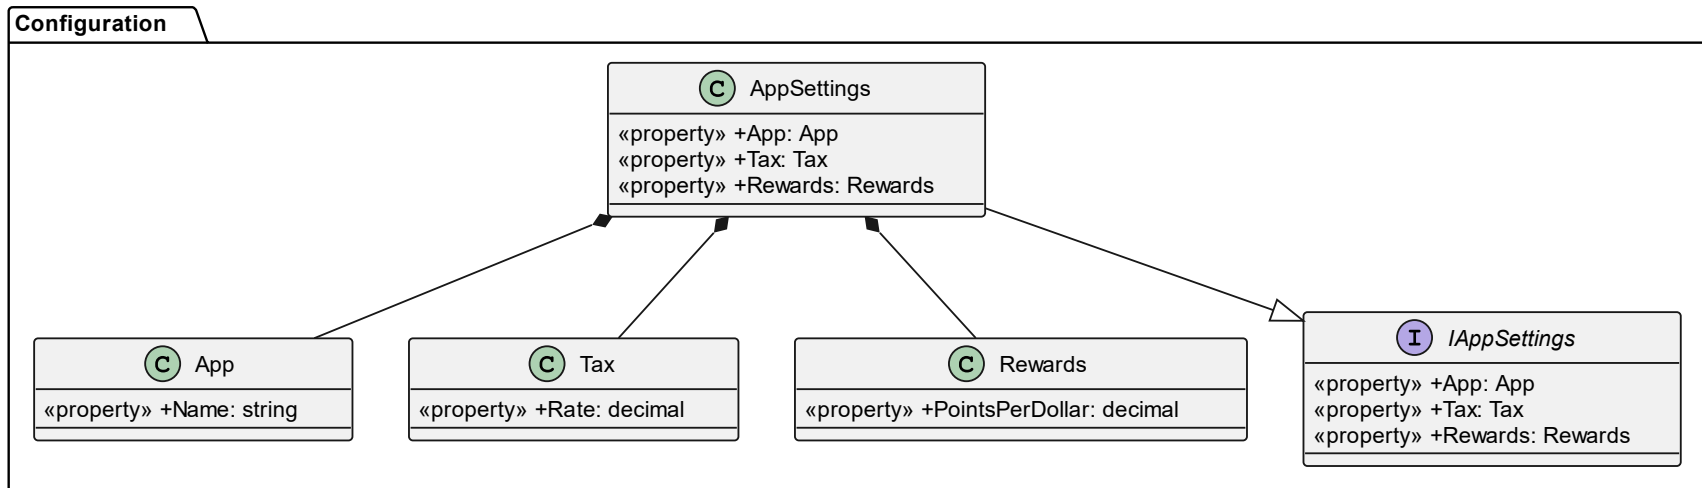 Configuration
C AppSettings
«property» +App: App
«property» +Tax: Tax
«property» +Rewards: Rewards
C App
«property» +Name: string
C Tax
«property» +Rate: decimal
C Rewards
«property» +PointsPerDollar: decimal
I IAppSettings
«property» +App: App
«property» +Tax: Tax
«property» +Rewards: Rewards